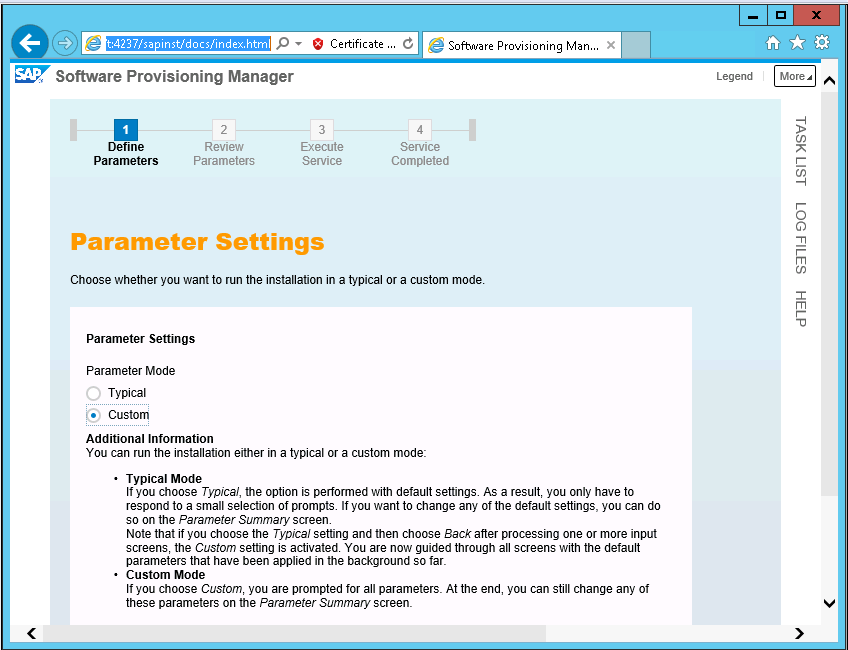 t:4237/sapinst/docs/index.html
Certificate ...
Software Provisioning Man...
SAP Software Provisioning Manager
Legend
More
1
2
3
4
Define
Parameters
Review
Parameters
Execute
Service
Service
Completed
TASK LIST
LOG FILES
HELP
Parameter Settings
Choose whether you want to run the installation in a typical or a custom mode.
Parameter Settings
Parameter Mode
Typical
Custom
Additional Information
You can run the installation either in a typical or a custom mode:
• Typical Mode
If you choose Typical, the option is performed with default settings. As a result, you only have to
respond to a small selection of prompts. If you want to change any of the default settings, you can do
so on the Parameter Summary screen.
Note that if you choose the Typical setting and then choose Back after processing one or more input
screens, the Custom setting is activated. You are now guided through all screens with the default
parameters that have been applied in the background so far.
• Custom Mode
If you choose Custom, you are prompted for all parameters. At the end, you can still change any of
these parameters on the Parameter Summary screen.